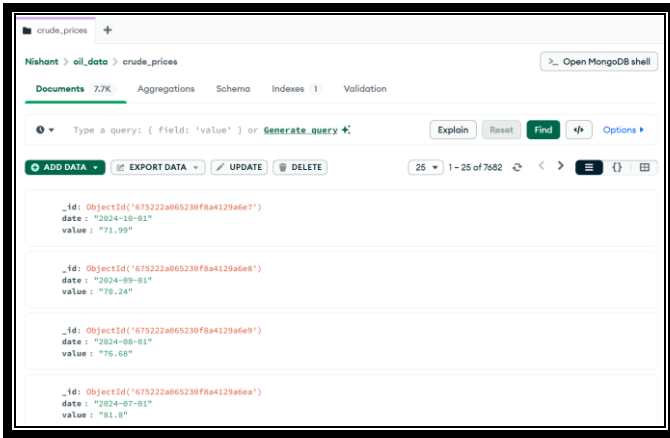 crude_prices +
Nishant > oil_data > crude_prices
>_ Open MongoDB shell
Documents 7.7K Aggregations Schema Indexes 1 Validation
Type a query: { field: 'value' } or Generate query
Explain Reset Find </> Options
ADD DATA EXPORT DATA UPDATE DELETE
25 1 – 25 of 7682 {}
_id: ObjectId('675222a065230f8a4129a6e7')
date : "2024-10-01"
value : "71.99"
_id: ObjectId('675222a065230f8a4129a6e8')
date : "2024-09-01"
value : "70.24"
_id: ObjectId('675222a065230f8a4129a6e9')
date : "2024-08-01"
value : "76.68"
_id: ObjectId('675222a065230f8a4129a6ea')
date : "2024-07-01"
value : "81.8"